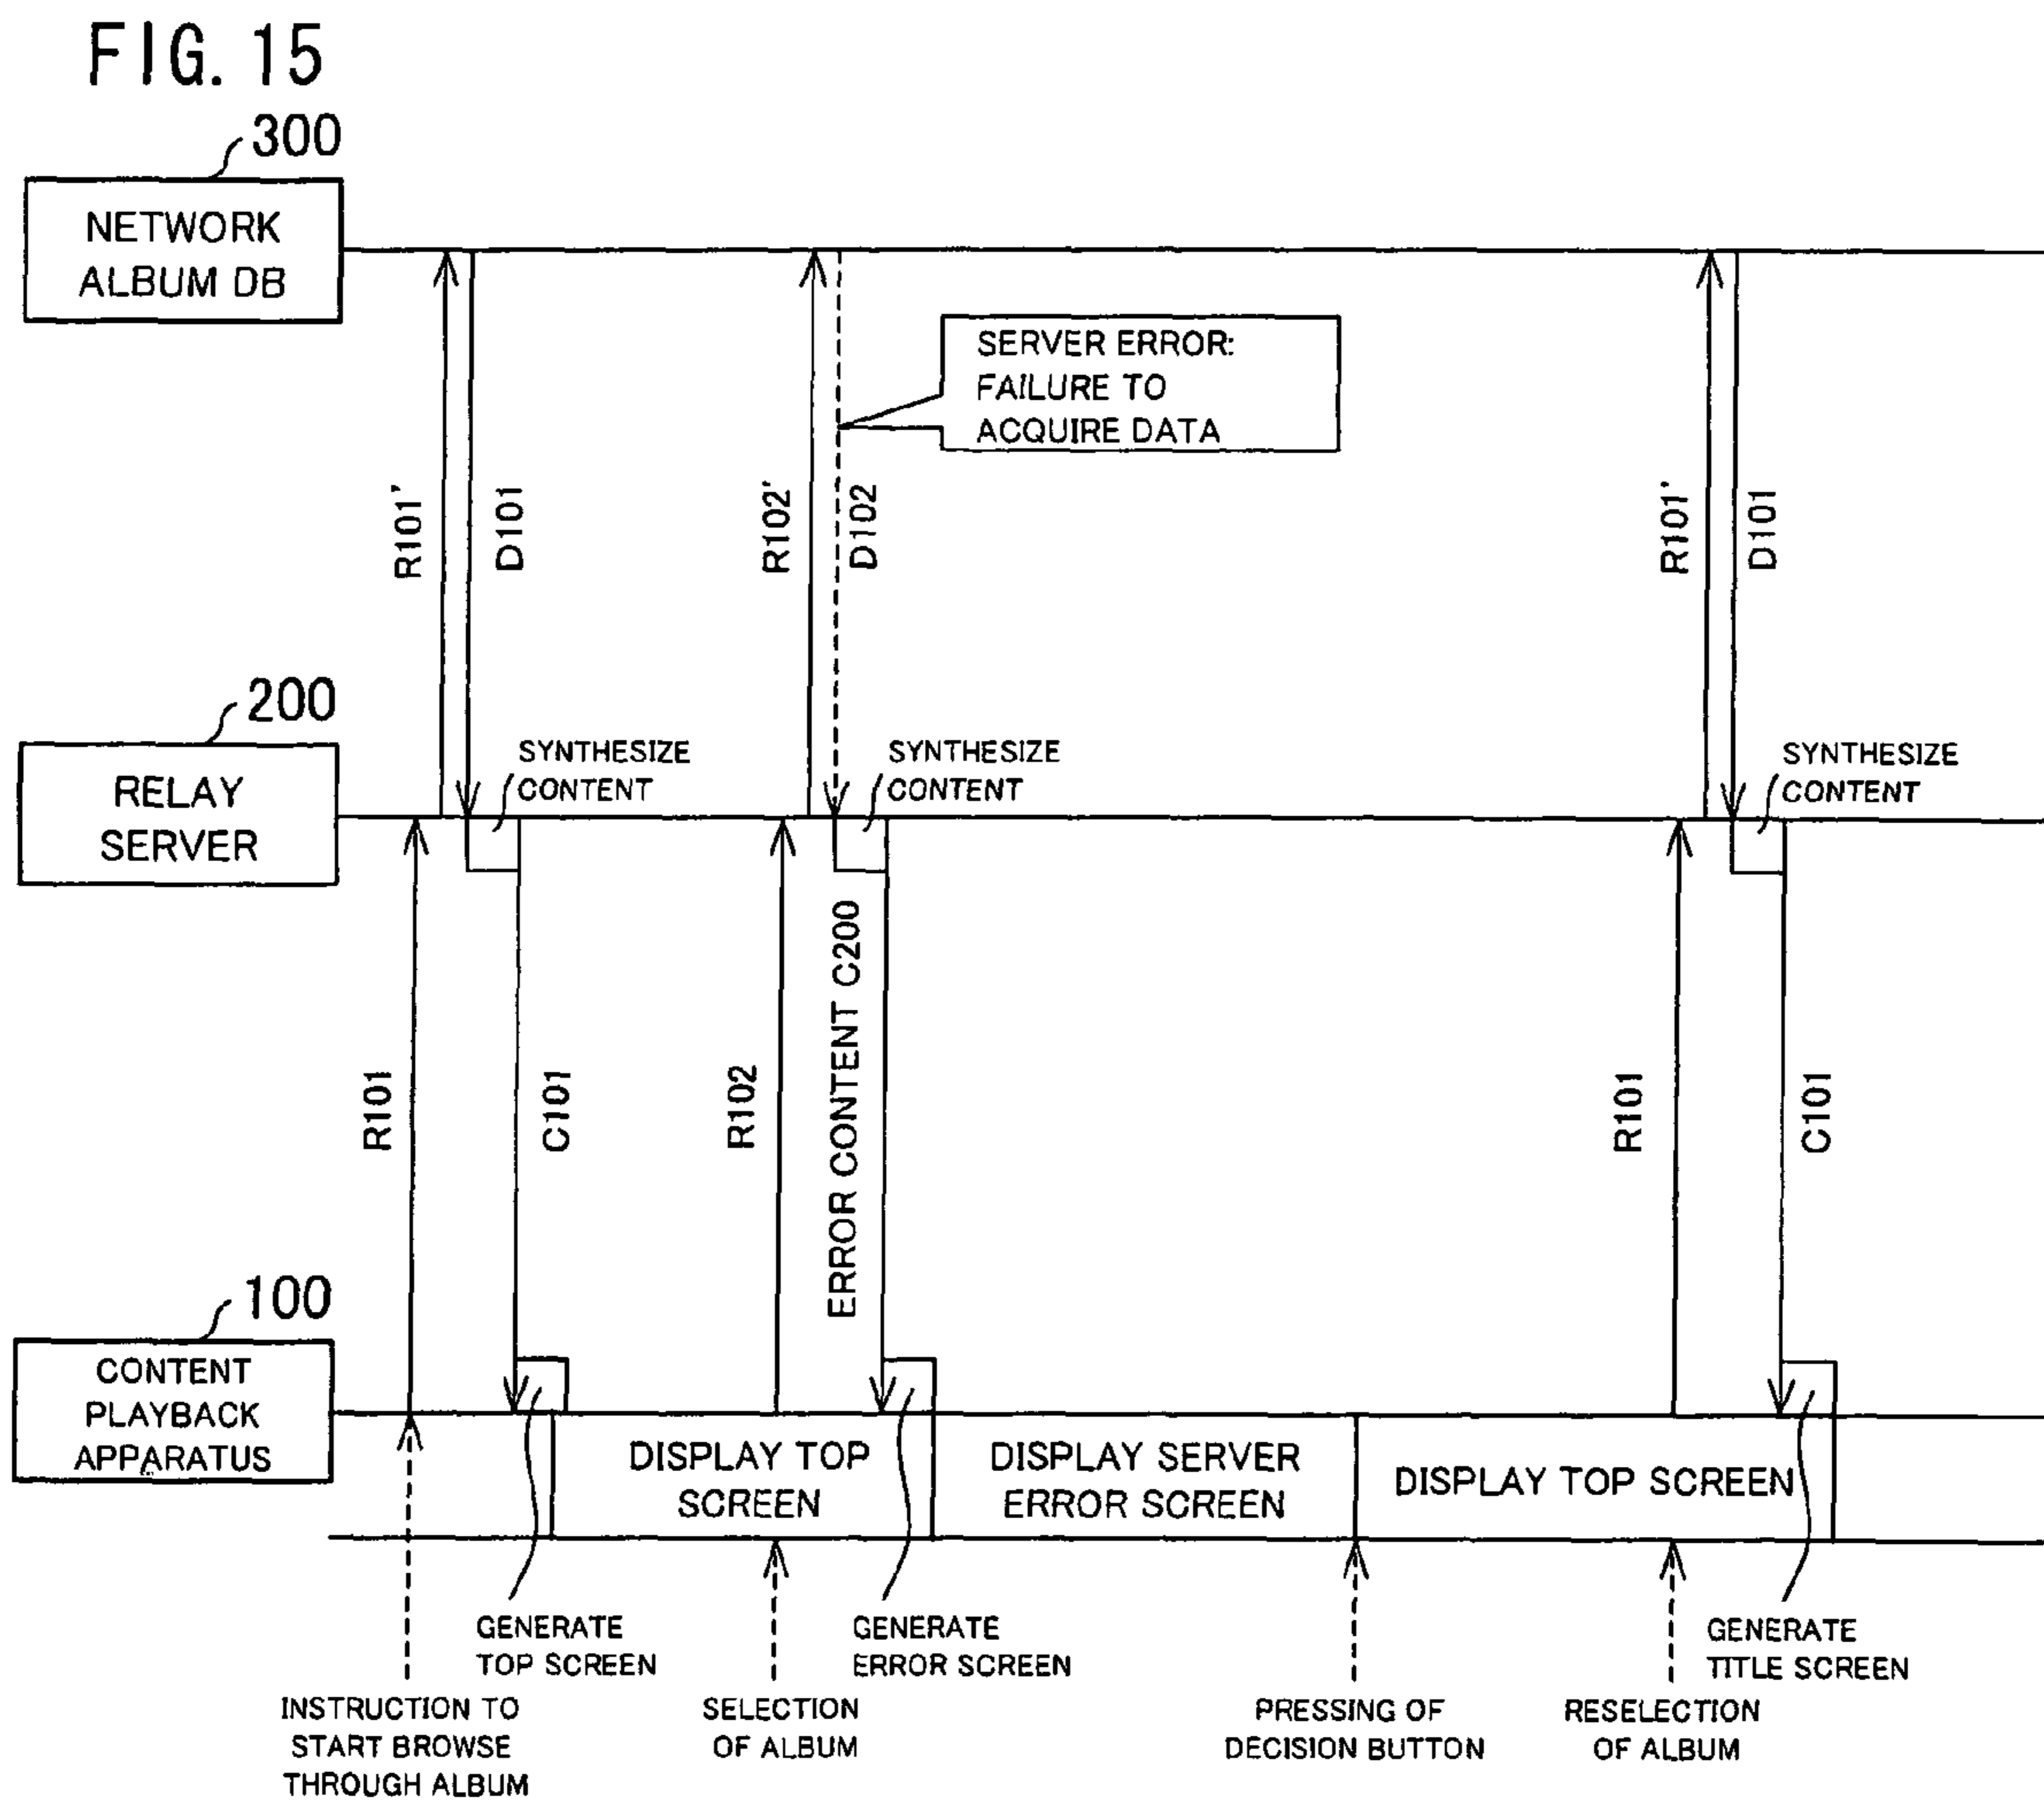 FIG. 15
300
NETWORK
ALBUM DB
SERVER ERROR:
FAILURE TO
ACQUIRE DATA
R101'
D101
R102'
D102
R101'
D101
200
RELAY
SERVER
SYNTHESIZE
CONTENT
SYNTHESIZE
CONTENT
SYNTHESIZE
CONTENT
R101
C101
R102
ERROR CONTENT C200
R101
C101
100
CONTENT
PLAYBACK
APPARATUS
DISPLAY TOP
SCREEN
DISPLAY SERVER
ERROR SCREEN
DISPLAY TOP SCREEN
GENERATE
TOP SCREEN
GENERATE
ERROR SCREEN
GENERATE
TITLE SCREEN
INSTRUCTION TO
START BROWSE
THROUGH ALBUM
SELECTION
OF ALBUM
PRESSING OF
DECISION BUTTON
RESELECTION
OF ALBUM